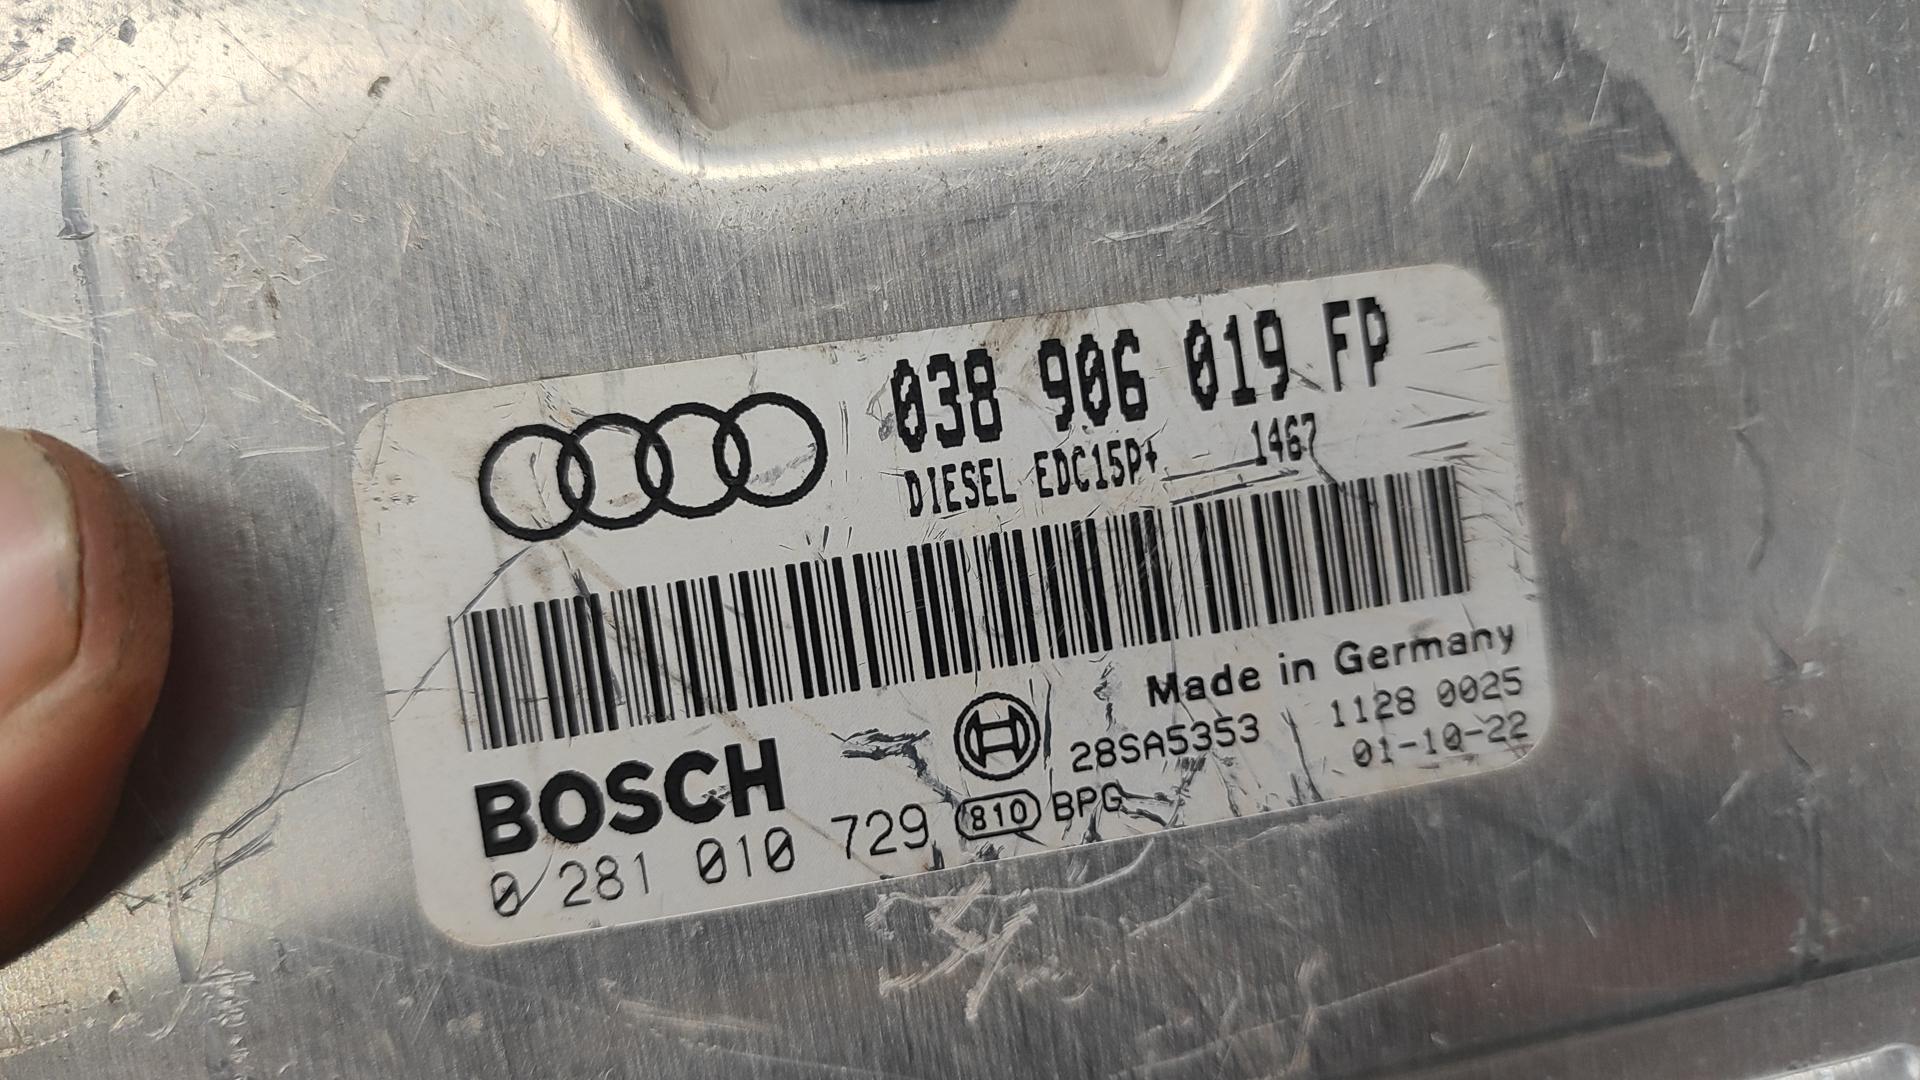 038 906 019 FP
DIESEL EDC15P+ 1467
Made in Germany
BOSCH
28SA5353 1128 0025
01-10-22
0 281 010 729 810 BPG